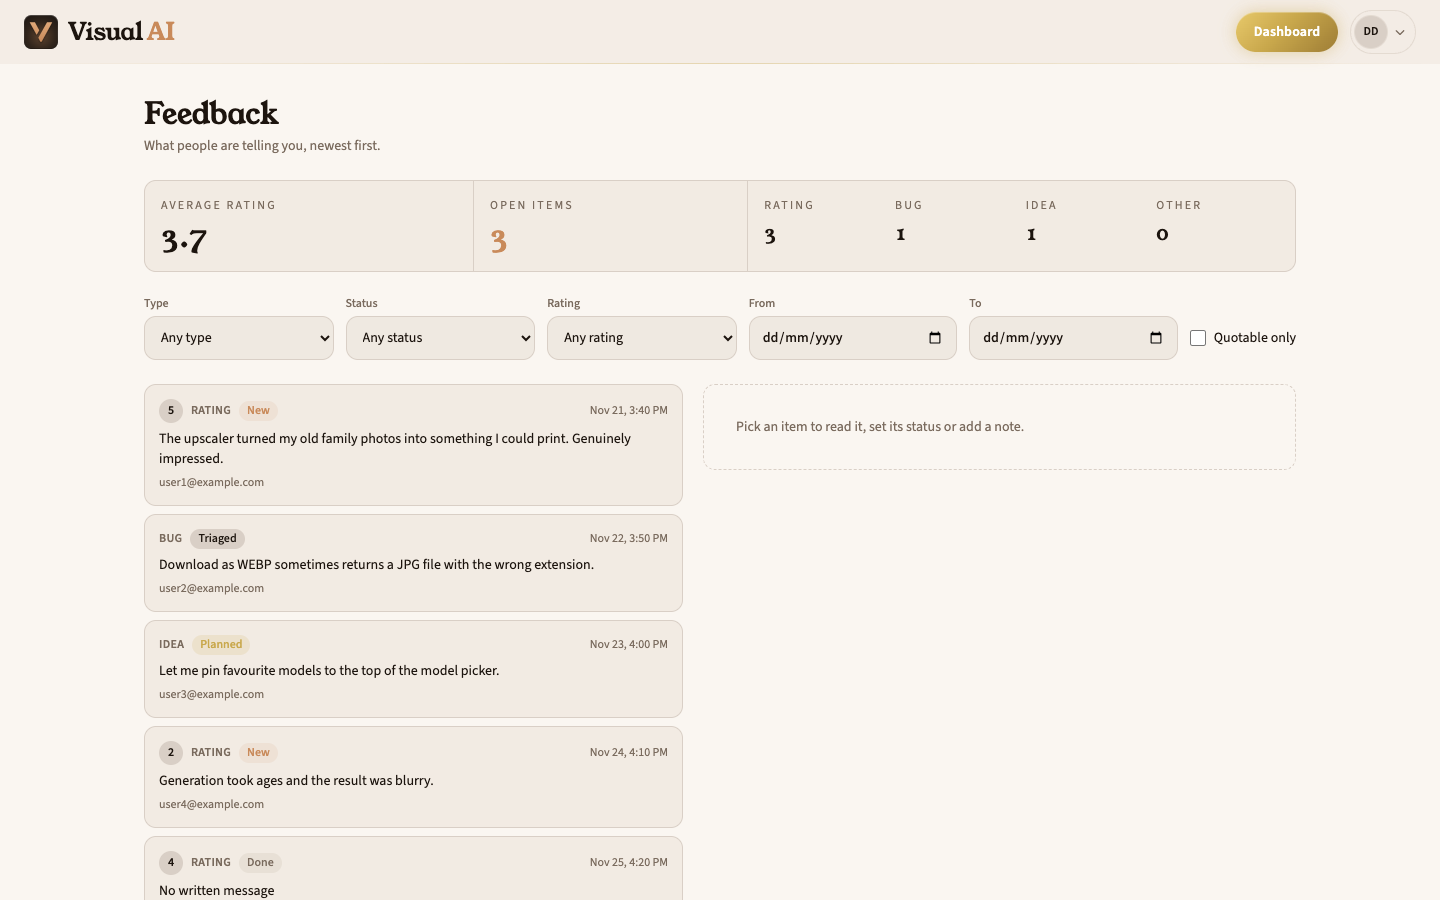 Visual AI
Dashboard
DD
Feedback
What people are telling you, newest first.
AVERAGE RATING
3.7
OPEN ITEMS
3
RATING
3
BUG
1
IDEA
1
OTHER
0
Type
Any type
Status
Any status
Rating
Any rating
From
dd/mm/yyyy
To
dd/mm/yyyy
Quotable only
5 RATING New Nov 21, 3:40 PM
The upscaler turned my old family photos into something I could print. Genuinely
impressed.
user1@example.com
Pick an item to read it, set its status or add a note.
BUG Triaged Nov 22, 3:50 PM
Download as WEBP sometimes returns a JPG file with the wrong extension.
user2@example.com
IDEA Planned Nov 23, 4:00 PM
Let me pin favourite models to the top of the model picker.
user3@example.com
2 RATING New Nov 24, 4:10 PM
Generation took ages and the result was blurry.
user4@example.com
4 RATING Done Nov 25, 4:20 PM
No written message